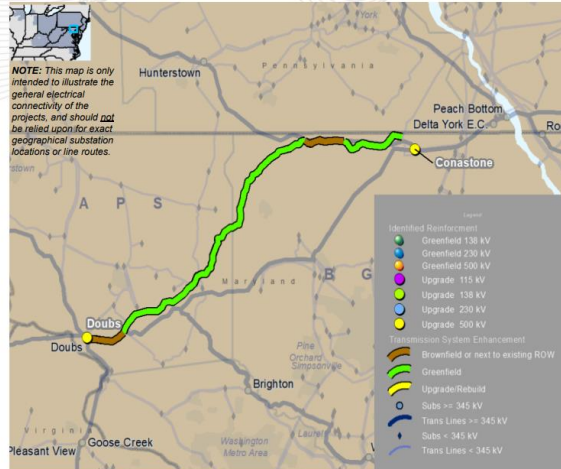 NOTE: This map is only
intended to illustrate the
general electrical
connectivity of the
projects, and should not
be relied upon for exact
geographical substation
locations or line routes.
York
Hunterstown
Pennsylvania
Peach Bottom
Delta York E.C.
Ro
Conastone
stown
A P S
Maryland
B G
Doubs
Doubs
Pine
Orchard
Simpsonville
Brighton
Laurel
Washington
Metro Area
Virginia
Goose Creek
Pleasant View
V
Legend
Identified Reinforcement
Greenfield 138 kV
Greenfield 230 kV
Greenfield 500 kV
Upgrade 115 kV
Upgrade 138 kV
Upgrade 230 kV
Upgrade 500 kV
Transmission System Enhancement
Brownfield or next to existing ROW
Greenfield
Upgrade/Rebuild
Subs >= 345 kV
Trans Lines >= 345 kV
Subs < 345 kV
Trans Lines < 345 kV